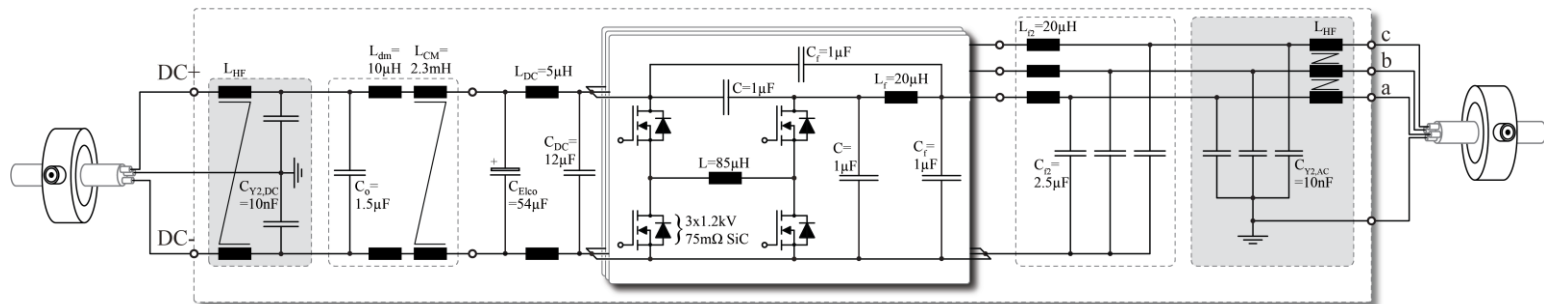 DC+
DC-
L_HF
C_Y2,DC
=10nF
C_o=
1.5µF
L_dm=
10µH
L_CM=
2.3mH
+
C_Elco
=54µF
L_DC=5µH
C_DC=
12µF
C_f=1µF
C=1µF
L=85µH
3x1.2kV
75mΩ SiC
C=
1µF
L_f=20µH
C_f=
1µF
L_f2=20µH
C_f2=
2.5µF
L_HF
C_Y2,AC
=10nF
c
b
a